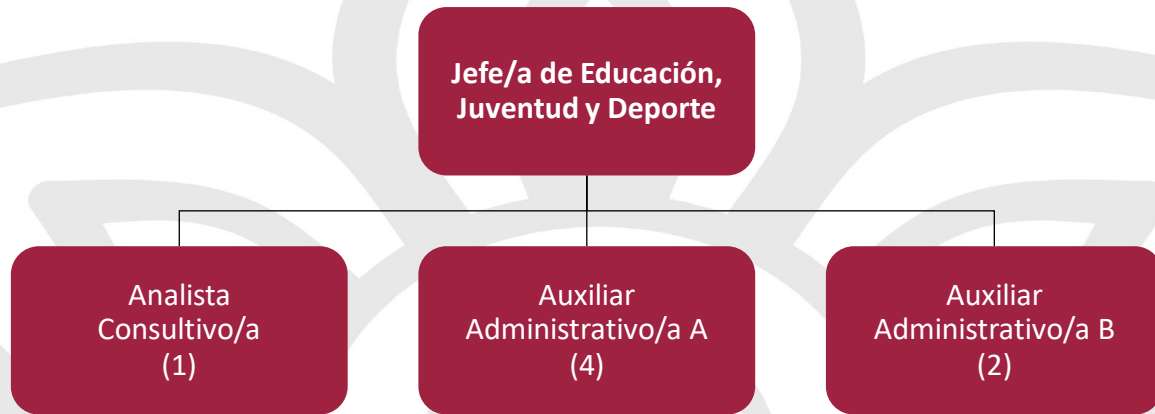 Jefe/a de Educación,
Juventud y Deporte
Analista
Consultivo/a
(1)
Auxiliar
Administrativo/a A
(4)
Auxiliar
Administrativo/a B
(2)